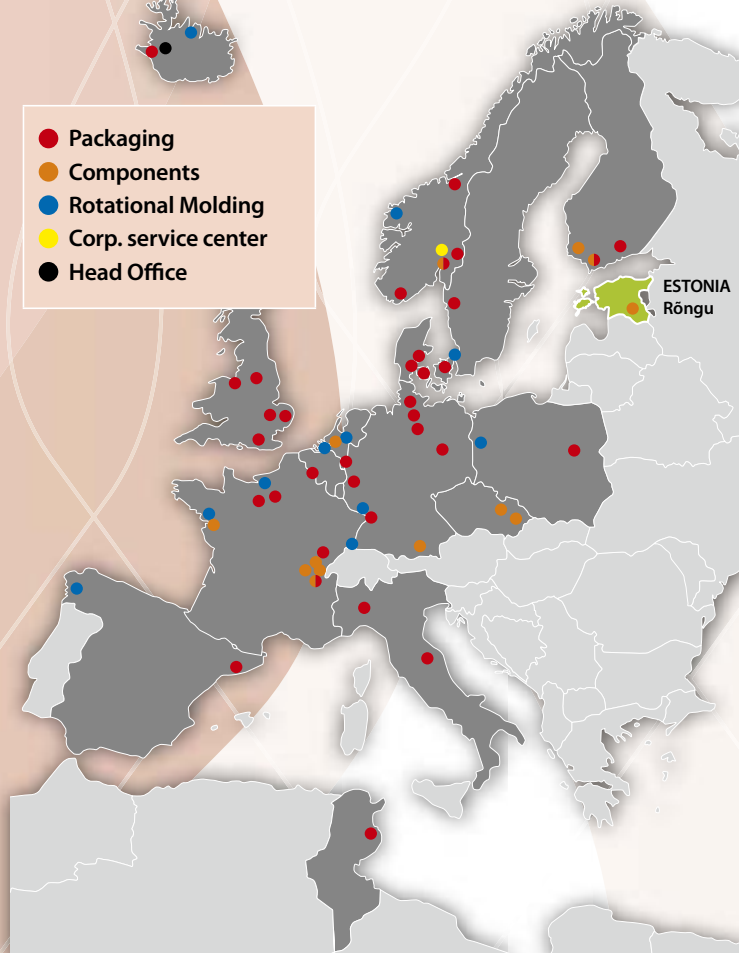 Packaging
Components
Rotational Molding
Corp. service center
Head Office
ESTONIA
Rõngu